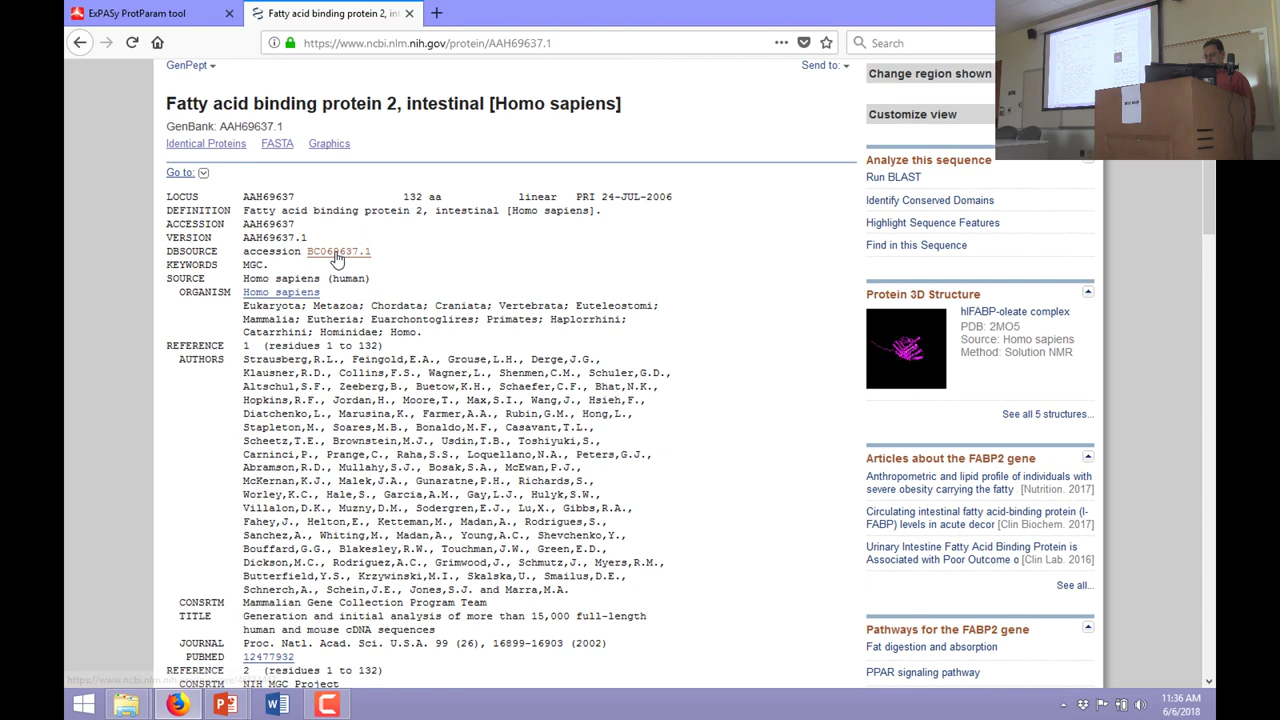 ExPASy ProtParam tool
Fatty acid binding protein 2, in
https://www.ncbi.nlm.nih.gov/protein/AAH69637.1
Search
GenPept
Send to:
Change region shown
Customize view
Fatty acid binding protein 2, intestinal [Homo sapiens]
GenBank: AAH69637.1
Identical Proteins FASTA Graphics
Go to:
LOCUS AAH69637 132 aa linear PRI 24-JUL-2006
DEFINITION Fatty acid binding protein 2, intestinal [Homo sapiens].
ACCESSION AAH69637
VERSION AAH69637.1
DBSOURCE accession BC069637.1
KEYWORDS MGC.
SOURCE Homo sapiens (human)
ORGANISM Homo sapiens
Eukaryota; Metazoa; Chordata; Craniata; Vertebrata; Euteleostomi;
Mammalia; Eutheria; Euarchontoglires; Primates; Haplorrhini;
Catarrhini; Hominidae; Homo.
REFERENCE 1 (residues 1 to 132)
AUTHORS Strausberg,R.L., Feingold,E.A., Grouse,L.H., Derge,J.G.,
Klausner,R.D., Collins,F.S., Wagner,L., Shenmen,C.M., Schuler,G.D.,
Altschul,S.F., Zeeberg,B., Buetow,K.H., Schaefer,C.F., Bhat,N.K.,
Hopkins,R.F., Jordan,H., Moore,T., Max,S.I., Wang,J., Hsieh,F.,
Diatchenko,L., Marusina,K., Farmer,A.A., Rubin,G.M., Hong,L.,
Stapleton,M., Soares,M.B., Bonaldo,M.F., Casavant,T.L.,
Scheetz,T.E., Brownstein,M.J., Usdin,T.B., Toshiyuki,S.,
Carninci,P., Prange,C., Raha,S.S., Loquellano,N.A., Peters,G.J.,
Abramson,R.D., Mullahy,S.J., Bosak,S.A., McEwan,P.J.,
McKernan,K.J., Malek,J.A., Gunaratne,P.H., Richards,S.,
Worley,K.C., Hale,S., Garcia,A.M., Gay,L.J., Hulyk,S.W.,
Villalon,D.K., Muzny,D.M., Sodergren,E.J., Lu,X., Gibbs,R.A.,
Fahey,J., Helton,E., Ketteman,M., Madan,A., Rodrigues,S.,
Sanchez,A., Whiting,M., Madan,A., Young,A.C., Shevchenko,Y.,
Bouffard,G.G., Blakesley,R.W., Touchman,J.W., Green,E.D.,
Dickson,M.C., Rodriguez,A.C., Grimwood,J., Schmutz,J., Myers,R.M.,
Butterfield,Y.S., Krzywinski,M.I., Skalska,U., Smailus,D.E.,
Schnerch,A., Schein,J.E., Jones,S.J. and Marra,M.A.
CONSRTM Mammalian Gene Collection Program Team
TITLE Generation and initial analysis of more than 15,000 full-length
human and mouse cDNA sequences
JOURNAL Proc. Natl. Acad. Sci. U.S.A. 99 (26), 16899-16903 (2002)
PUBMED 12477932
REFERENCE 2 (residues 1 to 132)
CONSRTM NIH MGC Project
Analyze this sequence
Run BLAST
Identify Conserved Domains
Highlight Sequence Features
Find in this Sequence
Protein 3D Structure
hIFABP-oleate complex
PDB: 2MO5
Source: Homo sapiens
Method: Solution NMR
See all 5 structures...
Articles about the FABP2 gene
Anthropometric and lipid profile of individuals with
severe obesity carrying the fatty [Nutrition. 2017]
Circulating intestinal fatty acid-binding protein (I-
FABP) levels in acute decor [Clin Biochem. 2017]
Urinary Intestine Fatty Acid Binding Protein is
Associated with Poor Outcome o [Clin Lab. 2016]
See all...
Pathways for the FABP2 gene
Fat digestion and absorption
PPAR signaling pathway
11:36 AM
6/6/2018